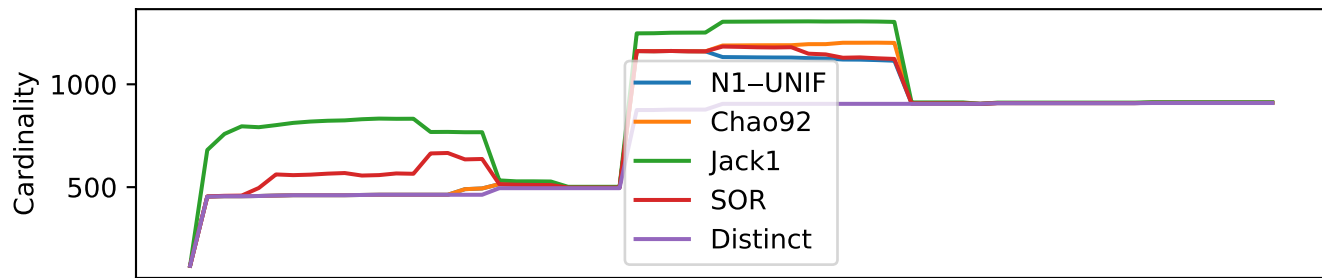 Cardinality
1000
500
N1−UNIF
Chao92
Jack1
SOR
Distinct